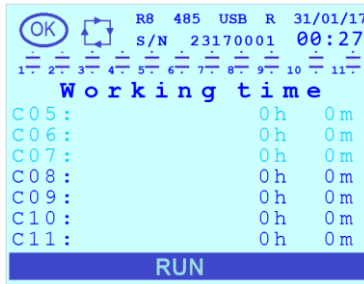 OK R8 485 USB R 31/01/17
S/N 23170001 00:27
1 2 3 4 5 6 7 8 9 10 11
Working time
C05: 0h 0m
C06: 0h 0m
C07: 0h 0m
C08: 0h 0m
C09: 0h 0m
C10: 0h 0m
C11: 0h 0m
RUN